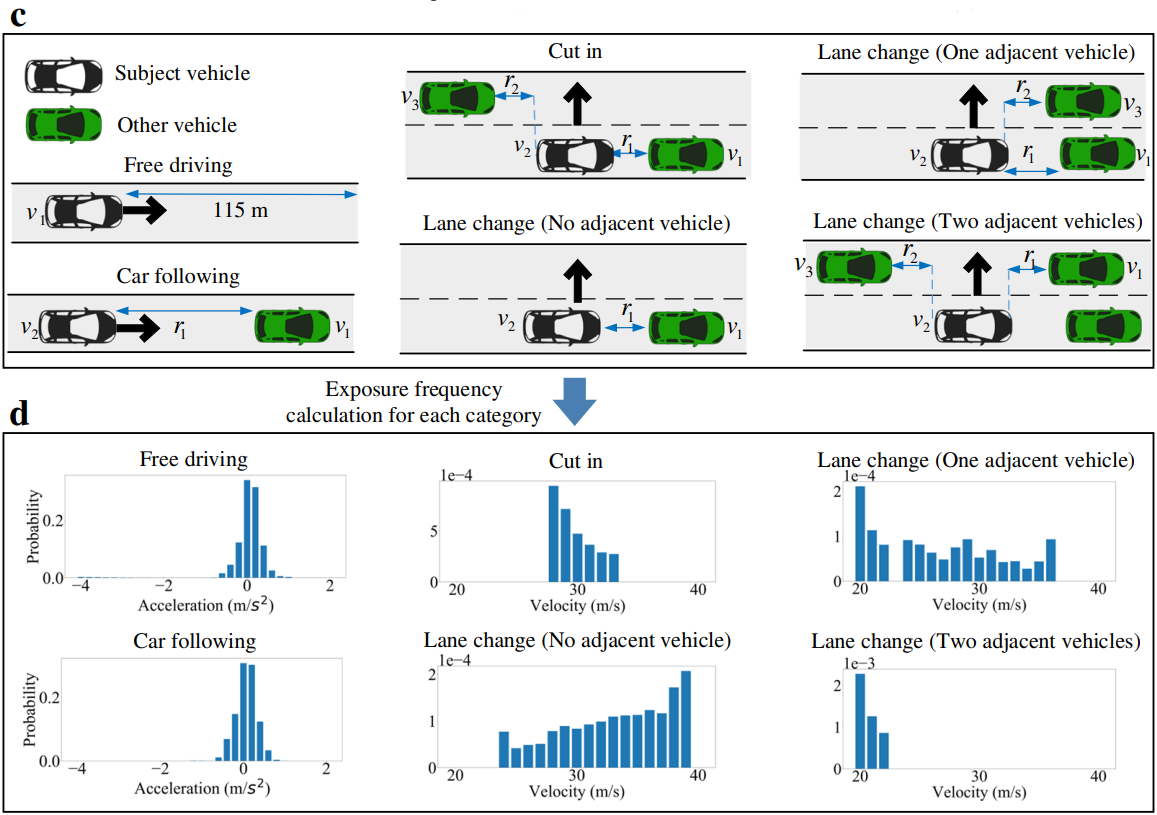 c
Subject vehicle
Other vehicle
Free driving
v1
115 m
Car following
v2
r1
v1
Cut in
v3
r2
v2
r1
v1
Lane change (No adjacent vehicle)
v2
r1
v1
Lane change (One adjacent vehicle)
r2
v3
v2
r1
v1
Lane change (Two adjacent vehicles)
v3
r2
r1
v1
v2
Exposure frequency
calculation for each category
d
Free driving
Probability
0.2
0.0
−4 −2 0 2
Acceleration (m/s²)
Cut in
1e−4
5
0
20 30 40
Velocity (m/s)
Lane change (One adjacent vehicle)
1e−4
2
1
0
20 30 40
Velocity (m/s)
Car following
Probability
0.2
0.0
−4 −2 0 2
Acceleration (m/s²)
Lane change (No adjacent vehicle)
1e−4
2
1
0
20 30 40
Velocity (m/s)
Lane change (Two adjacent vehicles)
1e−3
2
1
0
20 30 40
Velocity (m/s)